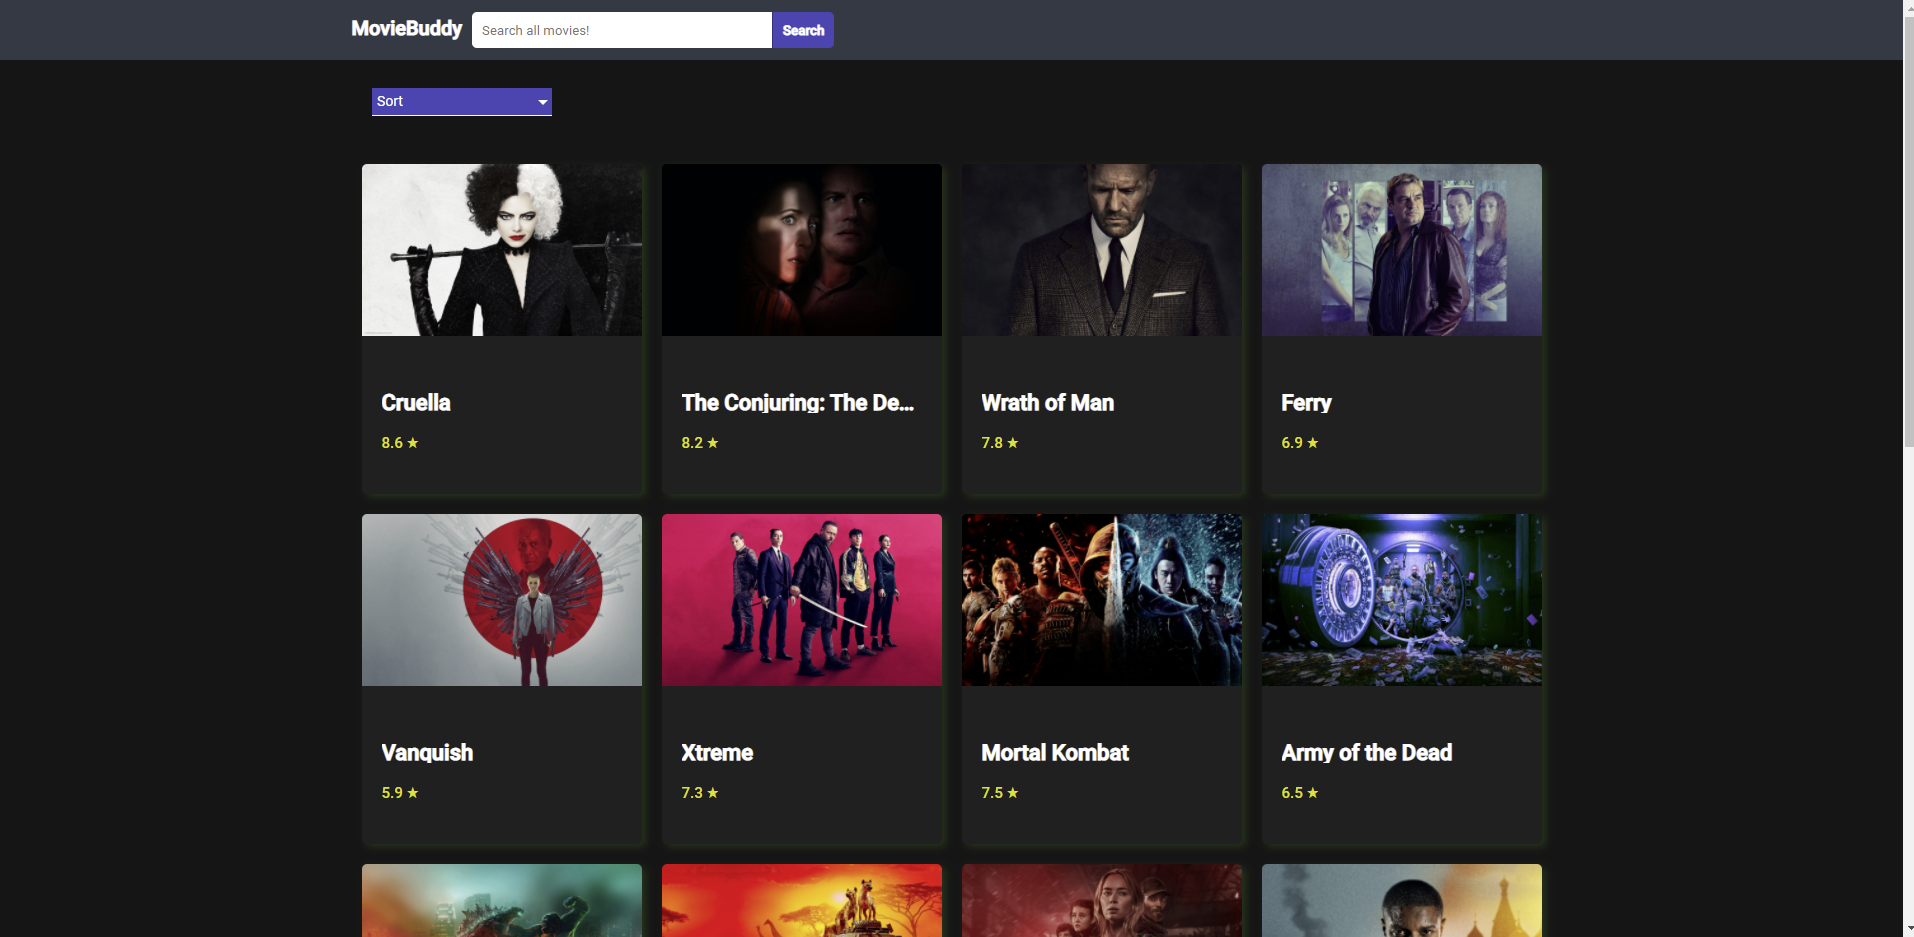 MovieBuddy
Search all movies!
Search
Sort
Cruella
The Conjuring: The De...
Wrath of Man
Ferry
8.6 ★
8.2 ★
7.8 ★
6.9 ★
Vanquish
Xtreme
Mortal Kombat
Army of the Dead
5.9 ★
7.3 ★
7.5 ★
6.5 ★